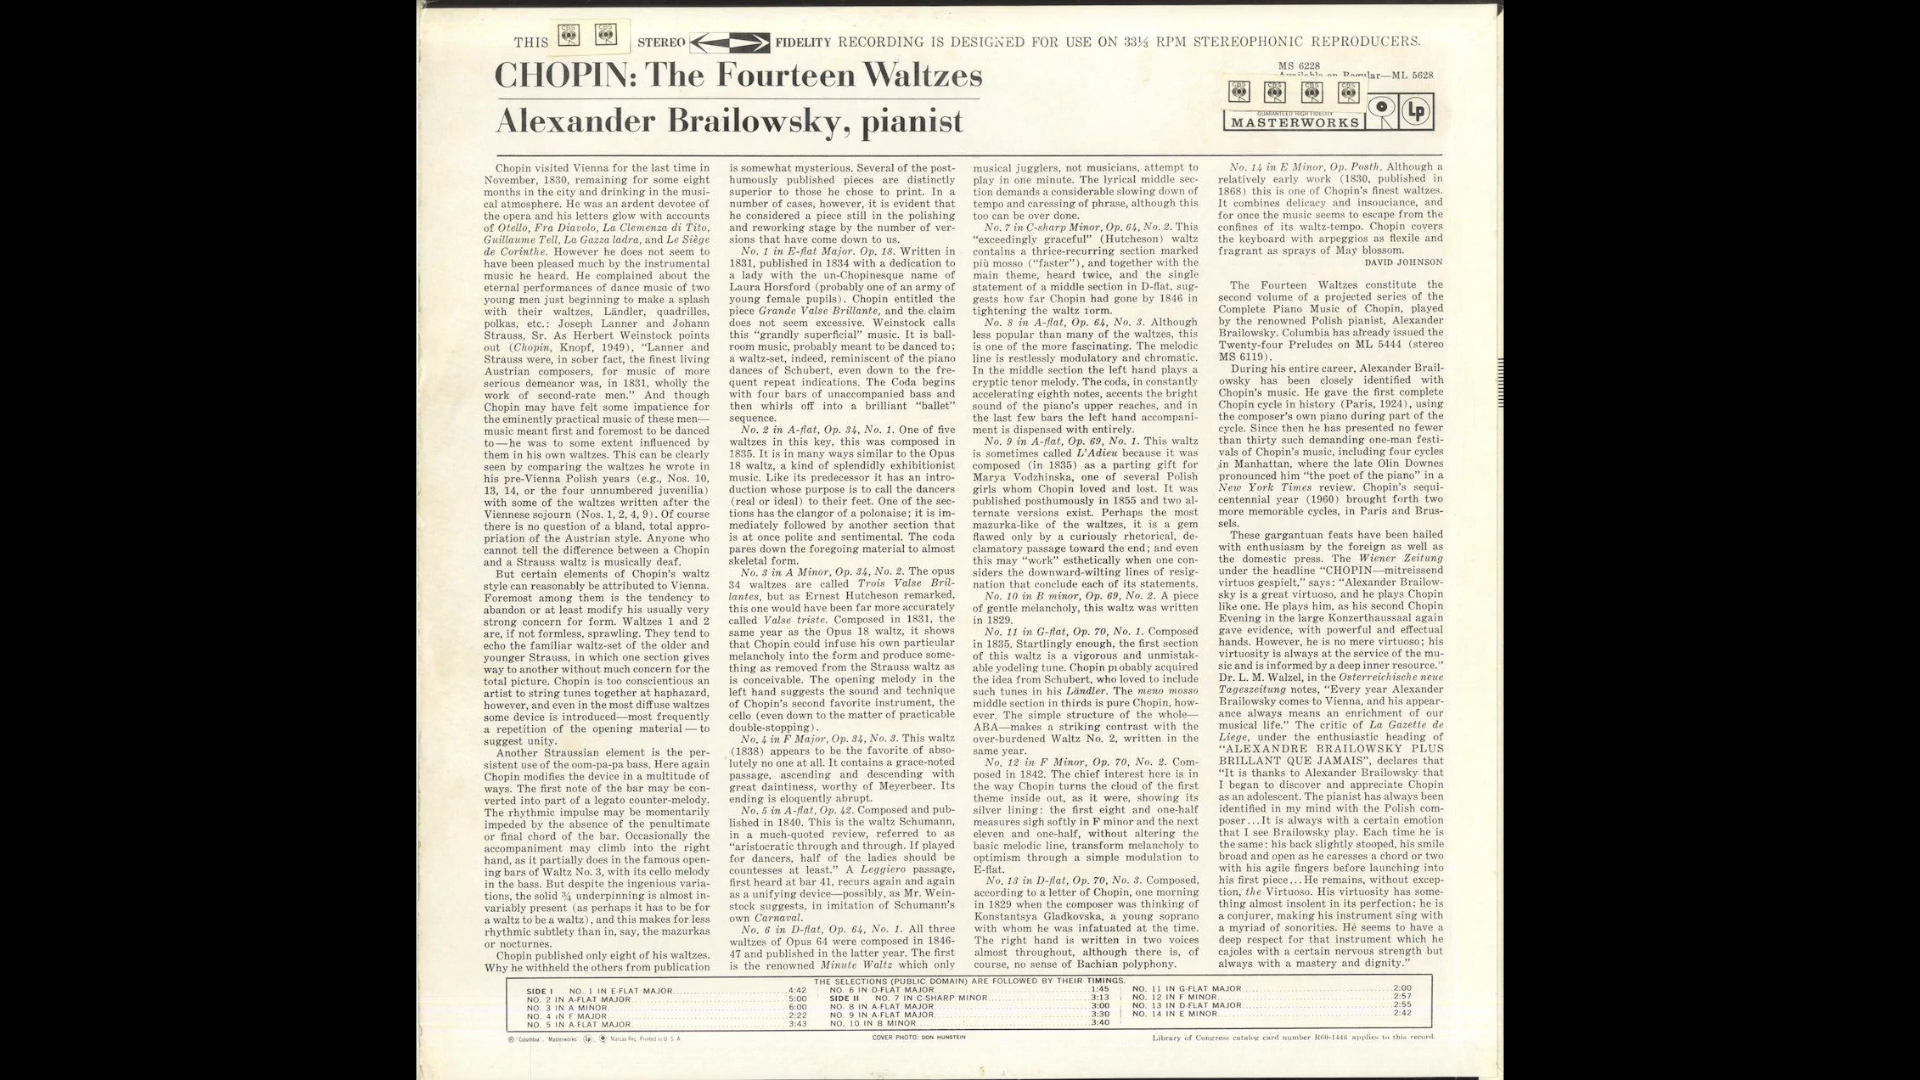 THIS CBS CBS STEREO FIDELITY RECORDING IS DESIGNED FOR USE ON 33⅓ RPM STEREOPHONIC REPRODUCERS.
CHOPIN: The Fourteen Waltzes
Alexander Brailowsky, pianist
MS 6228
Regular—ML 5628
CBS CBS CBS CBS
GUARANTEED HIGH FIDELITY
MASTERWORKS
Lp
Chopin visited Vienna for the last time in
November, 1830, remaining for some eight
months in the city and drinking in the musi-
cal atmosphere. He was an ardent devotee of
the opera and his letters glow with accounts
of Otello, Fra Diavolo, La Clemenza di Tito,
Guillaume Tell, La Gazza ladra, and Le Siège
de Corinthe. However he does not seem to
have been pleased much by the instrumental
music he heard. He complained about the
eternal performances of dance music of two
young men just beginning to make a splash
with their waltzes, Ländler, quadrilles,
polkas, etc.: Joseph Lanner and Johann
Strauss, Sr. As Herbert Weinstock points
out (Chopin, Knopf, 1949), “Lanner and
Strauss were, in sober fact, the finest living
Austrian composers, for music of more
serious demeanor was, in 1831, wholly the
work of second-rate men.” And though
Chopin may have felt some impatience for
the eminently practical music of these men—
music meant first and foremost to be danced
to—he was to some extent influenced by
them in his own waltzes. This can be clearly
seen by comparing the waltzes he wrote in
his pre-Vienna Polish years (e.g., Nos. 10,
13, 14, or the four unnumbered juvenilia)
with some of the waltzes written after the
Viennese sojourn (Nos. 1, 2, 4, 9). Of course
there is no question of a bland, total appro-
priation of the Austrian style. Anyone who
cannot tell the difference between a Chopin
and a Strauss waltz is musically deaf.
But certain elements of Chopin's waltz
style can reasonably be attributed to Vienna.
Foremost among them is the tendency to
abandon or at least modify his usually very
strong concern for form. Waltzes 1 and 2
are, if not formless, sprawling. They tend to
echo the familiar waltz-set of the older and
younger Strauss, in which one section gives
way to another without much concern for the
total picture. Chopin is too conscientious an
artist to string tunes together at haphazard,
however, and even in the most diffuse waltzes
some device is introduced—most frequently
a repetition of the opening material—to
suggest unity.
Another Straussian element is the per-
sistent use of the oom-pa-pa bass. Here again
Chopin modifies the device in a multitude of
ways. The first note of the bar may be con-
verted into part of a legato counter-melody.
The rhythmic impulse may be momentarily
impeded by the absence of the penultimate
or final chord of the bar. Occasionally the
accompaniment may climb into the right
hand, as it partially does in the famous open-
ing bars of Waltz No. 3, with its cello melody
in the bass. But despite the ingenious varia-
tions, the solid ¾ underpinning is almost in-
variably present (as perhaps it has to be for
a waltz to be a waltz), and this makes for less
rhythmic subtlety than in, say, the mazurkas
or nocturnes.
Chopin published only eight of his waltzes.
Why he withheld the others from publication
is somewhat mysterious. Several of the post-
humously published pieces are distinctly
superior to those he chose to print. In a
number of cases, however, it is evident that
he considered a piece still in the polishing
and reworking stage by the number of ver-
sions that have come down to us.
No. 1 in E-flat Major. Op. 18. Written in
1831, published in 1834 with a dedication to
a lady with the un-Chopinesque name of
Laura Horsford (probably one of an army of
young female pupils). Chopin entitled the
piece Grande Valse Brillante, and the claim
does not seem excessive. Weinstock calls
this “grandly superficial” music. It is ball-
room music, probably meant to be danced to;
a waltz-set, indeed, reminiscent of the piano
dances of Schubert, even down to the fre-
quent repeat indications. The Coda begins
with four bars of unaccompanied bass and
then whirls off into a brilliant “ballet”
sequence.
No. 2 in A-flat, Op. 34, No. 1. One of five
waltzes in this key, this was composed in
1835. It is in many ways similar to the Opus
18 waltz, a kind of splendidly exhibitionist
music. Like its predecessor it has an intro-
duction whose purpose is to call the dancers
(real or ideal) to their feet. One of the sec-
tions has the clangor of a polonaise; it is im-
mediately followed by another section that
is at once polite and sentimental. The coda
pares down the foregoing material to almost
skeletal form.
No. 3 in A Minor, Op. 34, No. 2. The opus
34 waltzes are called Trois Valse Bril-
lantes, but as Ernest Hutcheson remarked,
this one would have been far more accurately
called Valse triste. Composed in 1831, the
same year as the Opus 18 waltz, it shows
that Chopin could infuse his own particular
melancholy into the form and produce some-
thing as removed from the Strauss waltz as
is conceivable. The opening melody in the
left hand suggests the sound and technique
of Chopin's second favorite instrument, the
cello (even down to the matter of practicable
double-stopping).
No. 4 in F Major, Op. 34, No. 3. This waltz
(1838) appears to be the favorite of abso-
lutely no one at all. It contains a grace-noted
passage, ascending and descending with
great daintiness, worthy of Meyerbeer. Its
ending is eloquently abrupt.
No. 5 in A-flat, Op. 42. Composed and pub-
lished in 1840. This is the waltz Schumann,
in a much-quoted review, referred to as
“aristocratic through and through. If played
for dancers, half of the ladies should be
countesses at least.” A Leggiero passage,
first heard at bar 41, recurs again and again
as a unifying device—possibly, as Mr. Wein-
stock suggests, in imitation of Schumann's
own Carnaval.
No. 6 in D-flat, Op. 64, No. 1. All three
waltzes of Opus 64 were composed in 1846-
47 and published in the latter year. The first
is the renowned Minute Waltz which only
musical jugglers, not musicians, attempt to
play in one minute. The lyrical middle sec-
tion demands a considerable slowing down of
tempo and caressing of phrase, although this
too can be over done.
No. 7 in C-sharp Minor, Op. 64, No. 2. This
“exceedingly graceful” (Hutcheson) waltz
contains a thrice-recurring section marked
più mosso (“faster”), and together with the
main theme, heard twice, and the single
statement of a middle section in D-flat, sug-
gests how far Chopin had gone by 1846 in
tightening the waltz form.
No. 8 in A-flat, Op. 64, No. 3. Although
less popular than many of the waltzes, this
is one of the more fascinating. The melodic
line is restlessly modulatory and chromatic.
In the middle section the left hand plays a
cryptic tenor melody. The coda, in constantly
accelerating eighth notes, accents the bright
sound of the piano's upper reaches, and in
the last few bars the left hand accompani-
ment is dispensed with entirely.
No. 9 in A-flat, Op. 69, No. 1. This waltz
is sometimes called L'Adieu because it was
composed (in 1835) as a parting gift for
Marya Vodzhinska, one of several Polish
girls whom Chopin loved and lost. It was
published posthumously in 1855 and two al-
ternate versions exist. Perhaps the most
mazurka-like of the waltzes, it is a gem
flawed only by a curiously rhetorical, de-
clamatory passage toward the end; and even
this may “work” esthetically when one con-
siders the downward-wilting lines of resig-
nation that conclude each of its statements.
No. 10 in B minor, Op. 69, No. 2. A piece
of gentle melancholy, this waltz was written
in 1829.
No. 11 in G-flat, Op. 70, No. 1. Composed
in 1835. Startlingly enough, the first section
of this waltz is a vigorous and unmistak-
able yodeling tune. Chopin probably acquired
the idea from Schubert, who loved to include
such tunes in his Ländler. The meno mosso
middle section in thirds is pure Chopin, how-
ever. The simple structure of the whole—
ABA—makes a striking contrast with the
over-burdened Waltz No. 2, written in the
same year.
No. 12 in F Minor, Op. 70, No. 2. Com-
posed in 1842. The chief interest here is in
the way Chopin turns the cloud of the first
theme inside out, as it were, showing its
silver lining: the first eight and one-half
measures sigh softly in F minor and the next
eleven and one-half, without altering the
basic melodic line, transform melancholy to
optimism through a simple modulation to
E-flat.
No. 13 in D-flat, Op. 70, No. 3. Composed,
according to a letter of Chopin, one morning
in 1829 when the composer was thinking of
Konstantsya Gladkovska, a young soprano
with whom he was infatuated at the time.
The right hand is written in two voices
almost throughout, although there is, of
course, no sense of Bachian polyphony.
No. 14 in E Minor, Op. Posth. Although a
relatively early work (1830, published in
1868) this is one of Chopin's finest waltzes.
It combines delicacy and insouciance, and
for once the music seems to escape from the
confines of its waltz-tempo. Chopin covers
the keyboard with arpeggios as flexile and
fragrant as sprays of May blossom.
DAVID JOHNSON
The Fourteen Waltzes constitute the
second volume of a projected series of the
Complete Piano Music of Chopin, played
by the renowned Polish pianist, Alexander
Brailowsky. Columbia has already issued the
Twenty-four Preludes on ML 5444 (stereo
MS 6119).
During his entire career, Alexander Brail-
owsky has been closely identified with
Chopin's music. He gave the first complete
Chopin cycle in history (Paris, 1924), using
the composer's own piano during part of the
cycle. Since then he has presented no fewer
than thirty such demanding one-man festi-
vals of Chopin's music, including four cycles
in Manhattan, where the late Olin Downes
pronounced him “the poet of the piano” in a
New York Times review. Chopin's sequi-
centennial year (1960) brought forth two
more memorable cycles, in Paris and Brus-
sels.
These gargantuan feats have been hailed
with enthusiasm by the foreign as well as
the domestic press. The Wiener Zeitung
under the headline “CHOPIN—mitreissend
virtuos gespielt,” says: “Alexander Brailow-
sky is a great virtuoso, and he plays Chopin
like one. He plays him, as his second Chopin
Evening in the large Konzerthaussaal again
gave evidence, with powerful and effectual
hands. However, he is no mere virtuoso; his
virtuosity is always at the service of the mu-
sic and is informed by a deep inner resource.”
Dr. L. M. Walzel, in the Osterreichische neue
Tageszeitung notes, “Every year Alexander
Brailowsky comes to Vienna, and his appear-
ance always means an enrichment of our
musical life.” The critic of La Gazette de
Liege, under the enthusiastic heading of
“ALEXANDRE BRAILOWSKY PLUS
BRILLANT QUE JAMAIS”, declares that
“It is thanks to Alexander Brailowsky that
I began to discover and appreciate Chopin
as an adolescent. The pianist has always been
identified in my mind with the Polish com-
poser...It is always with a certain emotion
that I see Brailowsky play. Each time he is
the same: his back slightly stooped, his smile
broad and open as he caresses a chord or two
with his agile fingers before launching into
his first piece...He remains, without excep-
tion, the Virtuoso. His virtuosity has some-
thing almost insolent in its perfection; he is
a conjurer, making his instrument sing with
a myriad of sonorities. He seems to have a
deep respect for that instrument which he
cajoles with a certain nervous strength but
always with a mastery and dignity.”
THE SELECTIONS (PUBLIC DOMAIN) ARE FOLLOWED BY THEIR TIMINGS.
SIDE I NO. 1 IN E-FLAT MAJOR 4:42
NO. 2 IN A-FLAT MAJOR 5:00
NO. 3 IN A MINOR 6:00
NO. 4 IN F MAJOR 2:22
NO. 5 IN A-FLAT MAJOR 3:43
NO. 6 IN D-FLAT MAJOR 1:45
SIDE II NO. 7 IN C-SHARP MINOR 3:13
NO. 8 IN A-FLAT MAJOR 3:00
NO. 9 IN A-FLAT MAJOR 3:30
NO. 10 IN B MINOR 3:40
NO. 11 IN G-FLAT MAJOR 2:00
NO. 12 IN F MINOR 2:57
NO. 13 IN D-FLAT MAJOR 2:55
NO. 14 IN E MINOR 2:42
® "Columbia", "Masterworks", Lp, Marcas Reg. Printed in U. S. A.
COVER PHOTO: DON HUNSTEIN
Library of Congress catalog card number R60-1448 applies to this record.